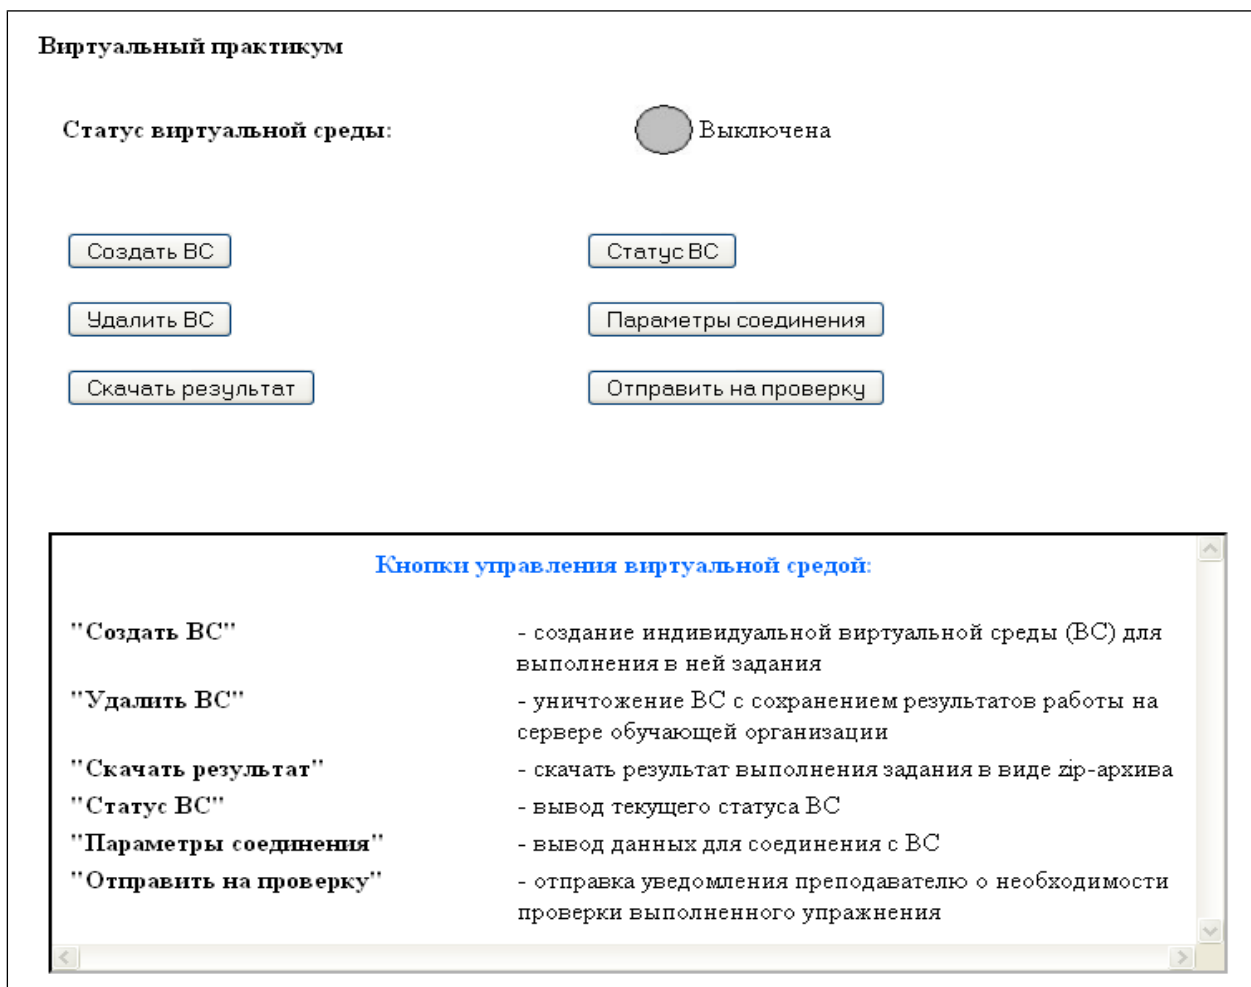 Виртуальный практикум
Статус виртуальной среды: Выключена
Создать ВС Статус ВС
Удалить ВС Параметры соединения
Скачать результат Отправить на проверку
Кнопки управления виртуальной средой:
"Создать ВС" - создание индивидуальной виртуальной среды (ВС) для
выполнения в ней задания
"Удалить ВС" - уничтожение ВС с сохранением результатов работы на
сервере обучающей организации
"Скачать результат" - скачать результат выполнения задания в виде zip-архива
"Статус ВС" - вывод текущего статуса ВС
"Параметры соединения" - вывод данных для соединения с ВС
"Отправить на проверку" - отправка уведомления преподавателю о необходимости
проверки выполненного упражнения